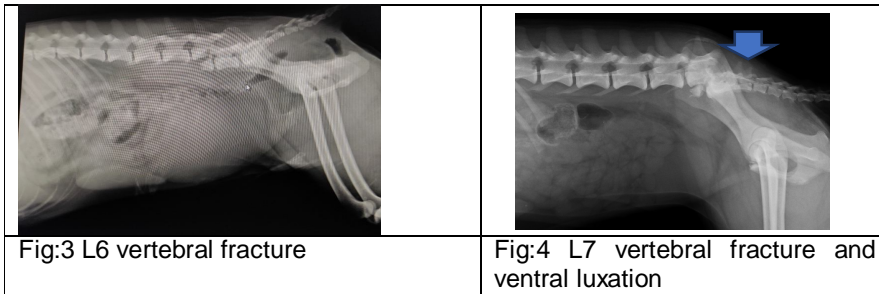 Fig:3 L6 vertebral fracture
Fig:4 L7 vertebral fracture and
ventral luxation